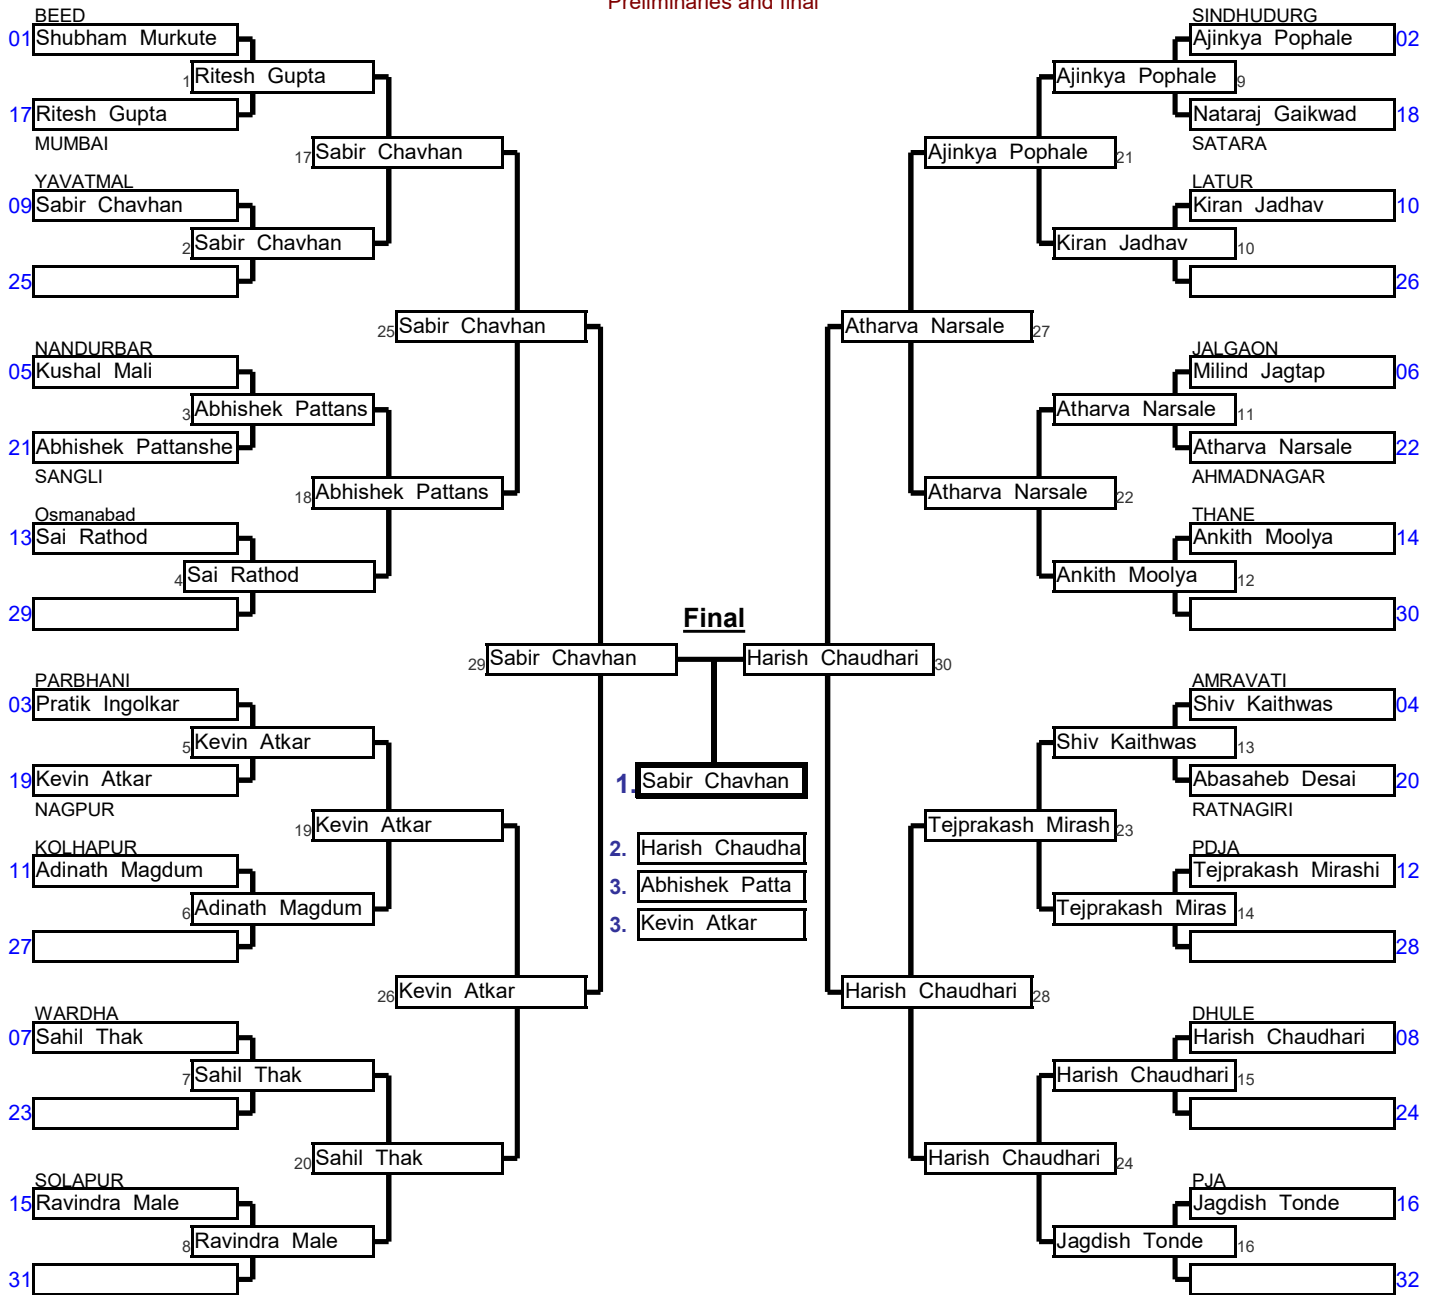 Preliminaries and final
BEED
01 Shubham Murkute
1 Ritesh Gupta
17 Ritesh Gupta
MUMBAI
17 Sabir Chavhan
YAVATMAL
09 Sabir Chavhan
2 Sabir Chavhan
25
25 Sabir Chavhan
NANDURBAR
05 Kushal Mali
3 Abhishek Pattans
21 Abhishek Pattanshe
SANGLI
18 Abhishek Pattans
Osmanabad
13 Sai Rathod
4 Sai Rathod
29
29 Sabir Chavhan
PARBHANI
03 Pratik Ingolkar
5 Kevin Atkar
19 Kevin Atkar
NAGPUR
19 Kevin Atkar
KOLHAPUR
11 Adinath Magdum
6 Adinath Magdum
27
26 Kevin Atkar
WARDHA
07 Sahil Thak
7 Sahil Thak
23
20 Sahil Thak
SOLAPUR
15 Ravindra Male
8 Ravindra Male
31
Final
1. Sabir Chavhan
2. Harish Chaudha
3. Abhishek Patta
3. Kevin Atkar
SINDHUDURG
Ajinkya Pophale 02
Ajinkya Pophale 9
Nataraj Gaikwad 18
SATARA
Ajinkya Pophale 21
LATUR
Kiran Jadhav 10
Kiran Jadhav 10
26
Atharva Narsale 27
JALGAON
Milind Jagtap 06
Atharva Narsale 11
Atharva Narsale 22
AHMADNAGAR
Atharva Narsale 22
THANE
Ankith Moolya 14
Ankith Moolya 12
30
Harish Chaudhari 30
AMRAVATI
Shiv Kaithwas 04
Shiv Kaithwas 13
Abasaheb Desai 20
RATNAGIRI
Tejprakash Mirash 23
PDJA
Tejprakash Mirashi 12
Tejprakash Miras 14
28
Harish Chaudhari 28
DHULE
Harish Chaudhari 08
Harish Chaudhari 15
24
Harish Chaudhari 24
PJA
Jagdish Tonde 16
Jagdish Tonde 16
32